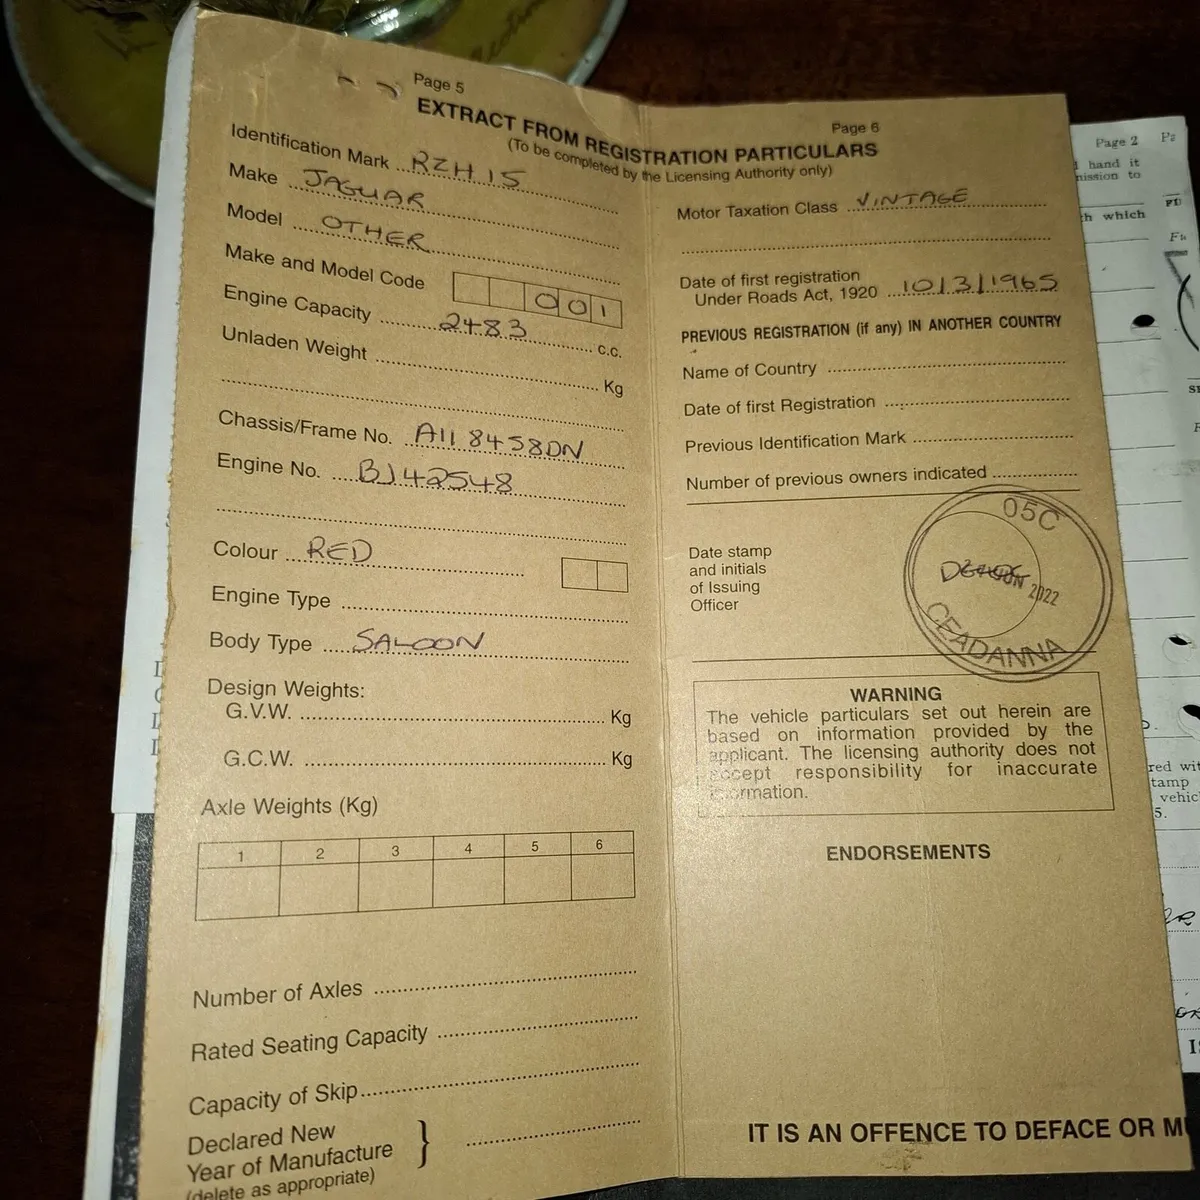 Page 5
EXTRACT FROM REGISTRATION PARTICULARS
(To be completed by the Licensing Authority only)
Identification Mark RZH 15
Make JAGUAR
Model OTHER
Make and Model Code 0 0 1
Engine Capacity 2483 c.c.
Unladen Weight Kg
Chassis/Frame No. A118458DN
Engine No. BJ42548
Colour RED
Engine Type
Body Type SALOON
Design Weights:
G.V.W. Kg
G.C.W. Kg
Axle Weights (Kg)
1 2 3 4 5 6
Number of Axles
Rated Seating Capacity
Capacity of Skip
Declared New
Year of Manufacture }
(delete as appropriate)
Page 6
Motor Taxation Class VINTAGE
Date of first registration
Under Roads Act, 1920 10/3/1965
PREVIOUS REGISTRATION (if any) IN ANOTHER COUNTRY
Name of Country
Date of first Registration
Previous Identification Mark
Number of previous owners indicated
Date stamp
and initials
of Issuing
Officer
05C
2022
CEADANNA
WARNING
The vehicle particulars set out herein are
based on information provided by the
applicant. The licensing authority does not
accept responsibility for inaccurate
information.
ENDORSEMENTS
IT IS AN OFFENCE TO DEFACE OR
Page 2
hand it
mission to
which